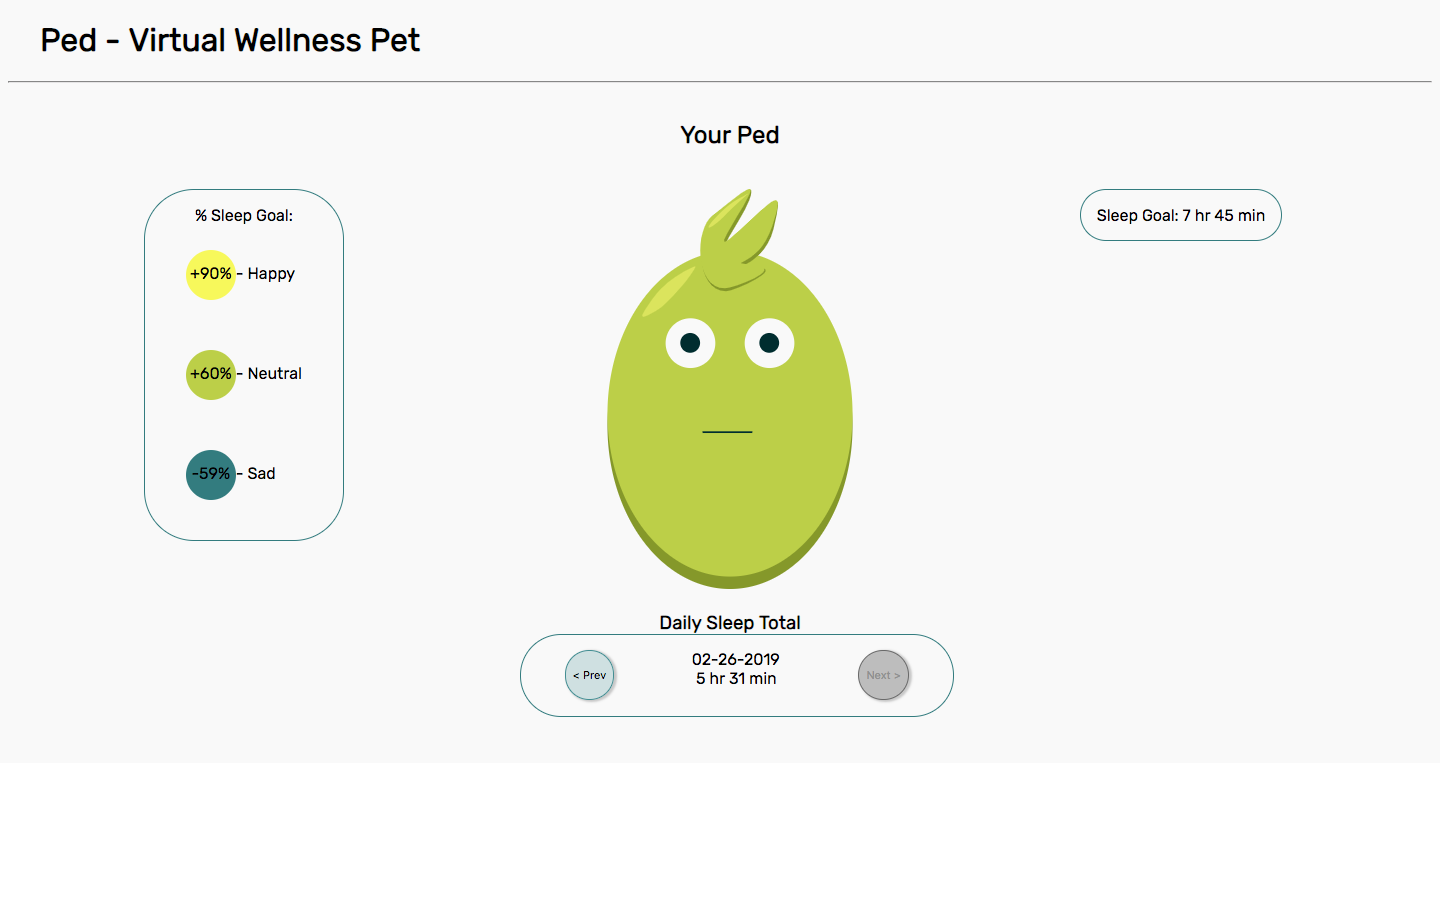 Ped - Virtual Wellness Pet
Your Ped
% Sleep Goal:
+90% - Happy
+60% - Neutral
-59% - Sad
Sleep Goal: 7 hr 45 min
Daily Sleep Total
< Prev
02-26-2019
5 hr 31 min
Next >